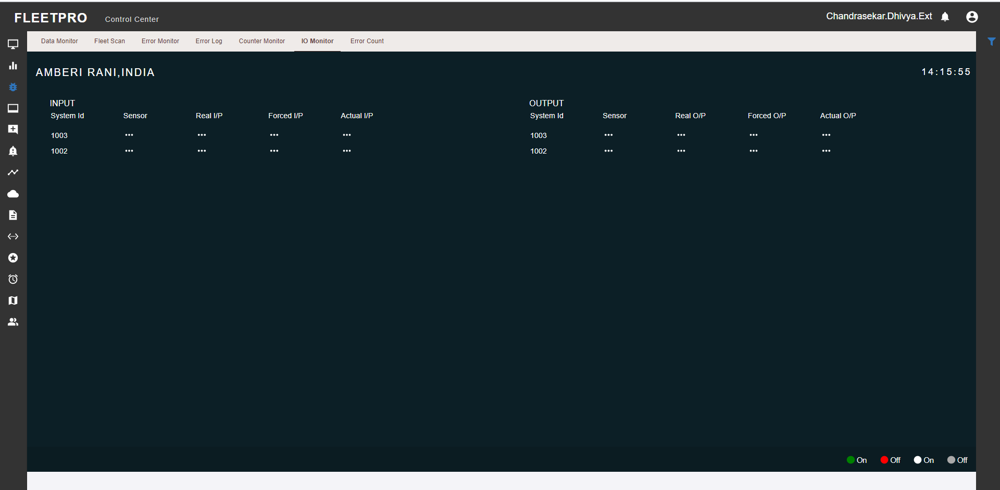 FLEETPRO Control Center Chandrasekar.Dhivya.Ext
Data Monitor Fleet Scan Error Monitor Error Log Counter Monitor IO Monitor Error Count
AMBERI RANI,INDIA 14:15:55
INPUT OUTPUT
System Id Sensor Real I/P Forced I/P Actual I/P System Id Sensor Real O/P Forced O/P Actual O/P
1003 ••• ••• ••• ••• 1003 ••• ••• ••• •••
1002 ••• ••• ••• ••• 1002 ••• ••• ••• •••
On Off On Off